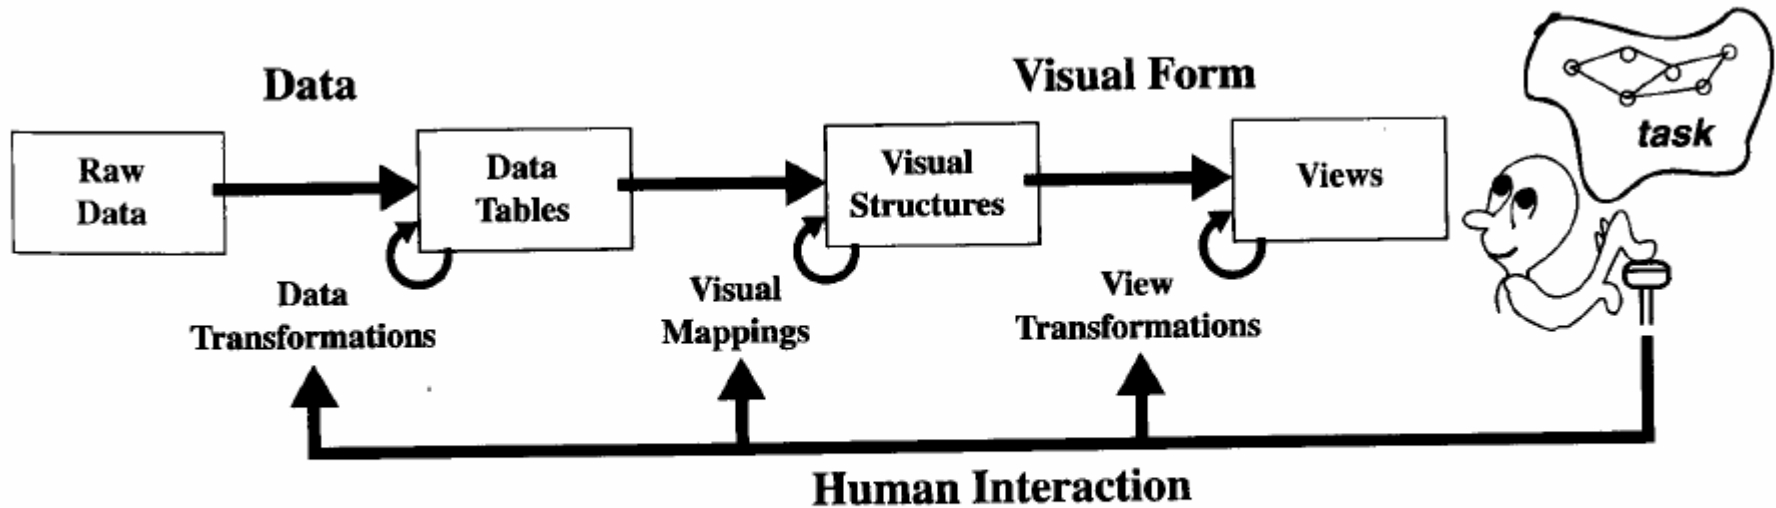 Data
Visual Form
Raw
Data
Data
Tables
Visual
Structures
Views
task
Data
Transformations
Visual
Mappings
View
Transformations
Human Interaction